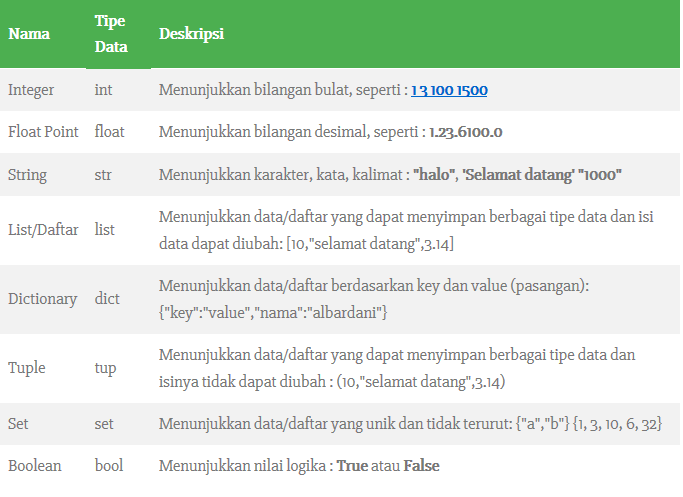 Nama Tipe Data Deskripsi
Integer int Menunjukkan bilangan bulat, seperti : 1 3 100 1500
Float Point float Menunjukkan bilangan desimal, seperti : 1.23.6100.0
String str Menunjukkan karakter, kata, kalimat : "halo", 'Selamat datang' "1000"
List/Daftar list Menunjukkan data/daftar yang dapat menyimpan berbagai tipe data dan isi
data dapat diubah: [10,"selamat datang",3.14]
Dictionary dict Menunjukkan data/daftar berdasarkan key dan value (pasangan):
{"key":"value","nama":"albardani"}
Tuple tup Menunjukkan data/daftar yang dapat menyimpan berbagai tipe data dan
isinya tidak dapat diubah : (10,"selamat datang",3.14)
Set set Menunjukkan data/daftar yang unik dan tidak terurut: {"a","b"} {1, 3, 10, 6, 32}
Boolean bool Menunjukkan nilai logika : True atau False